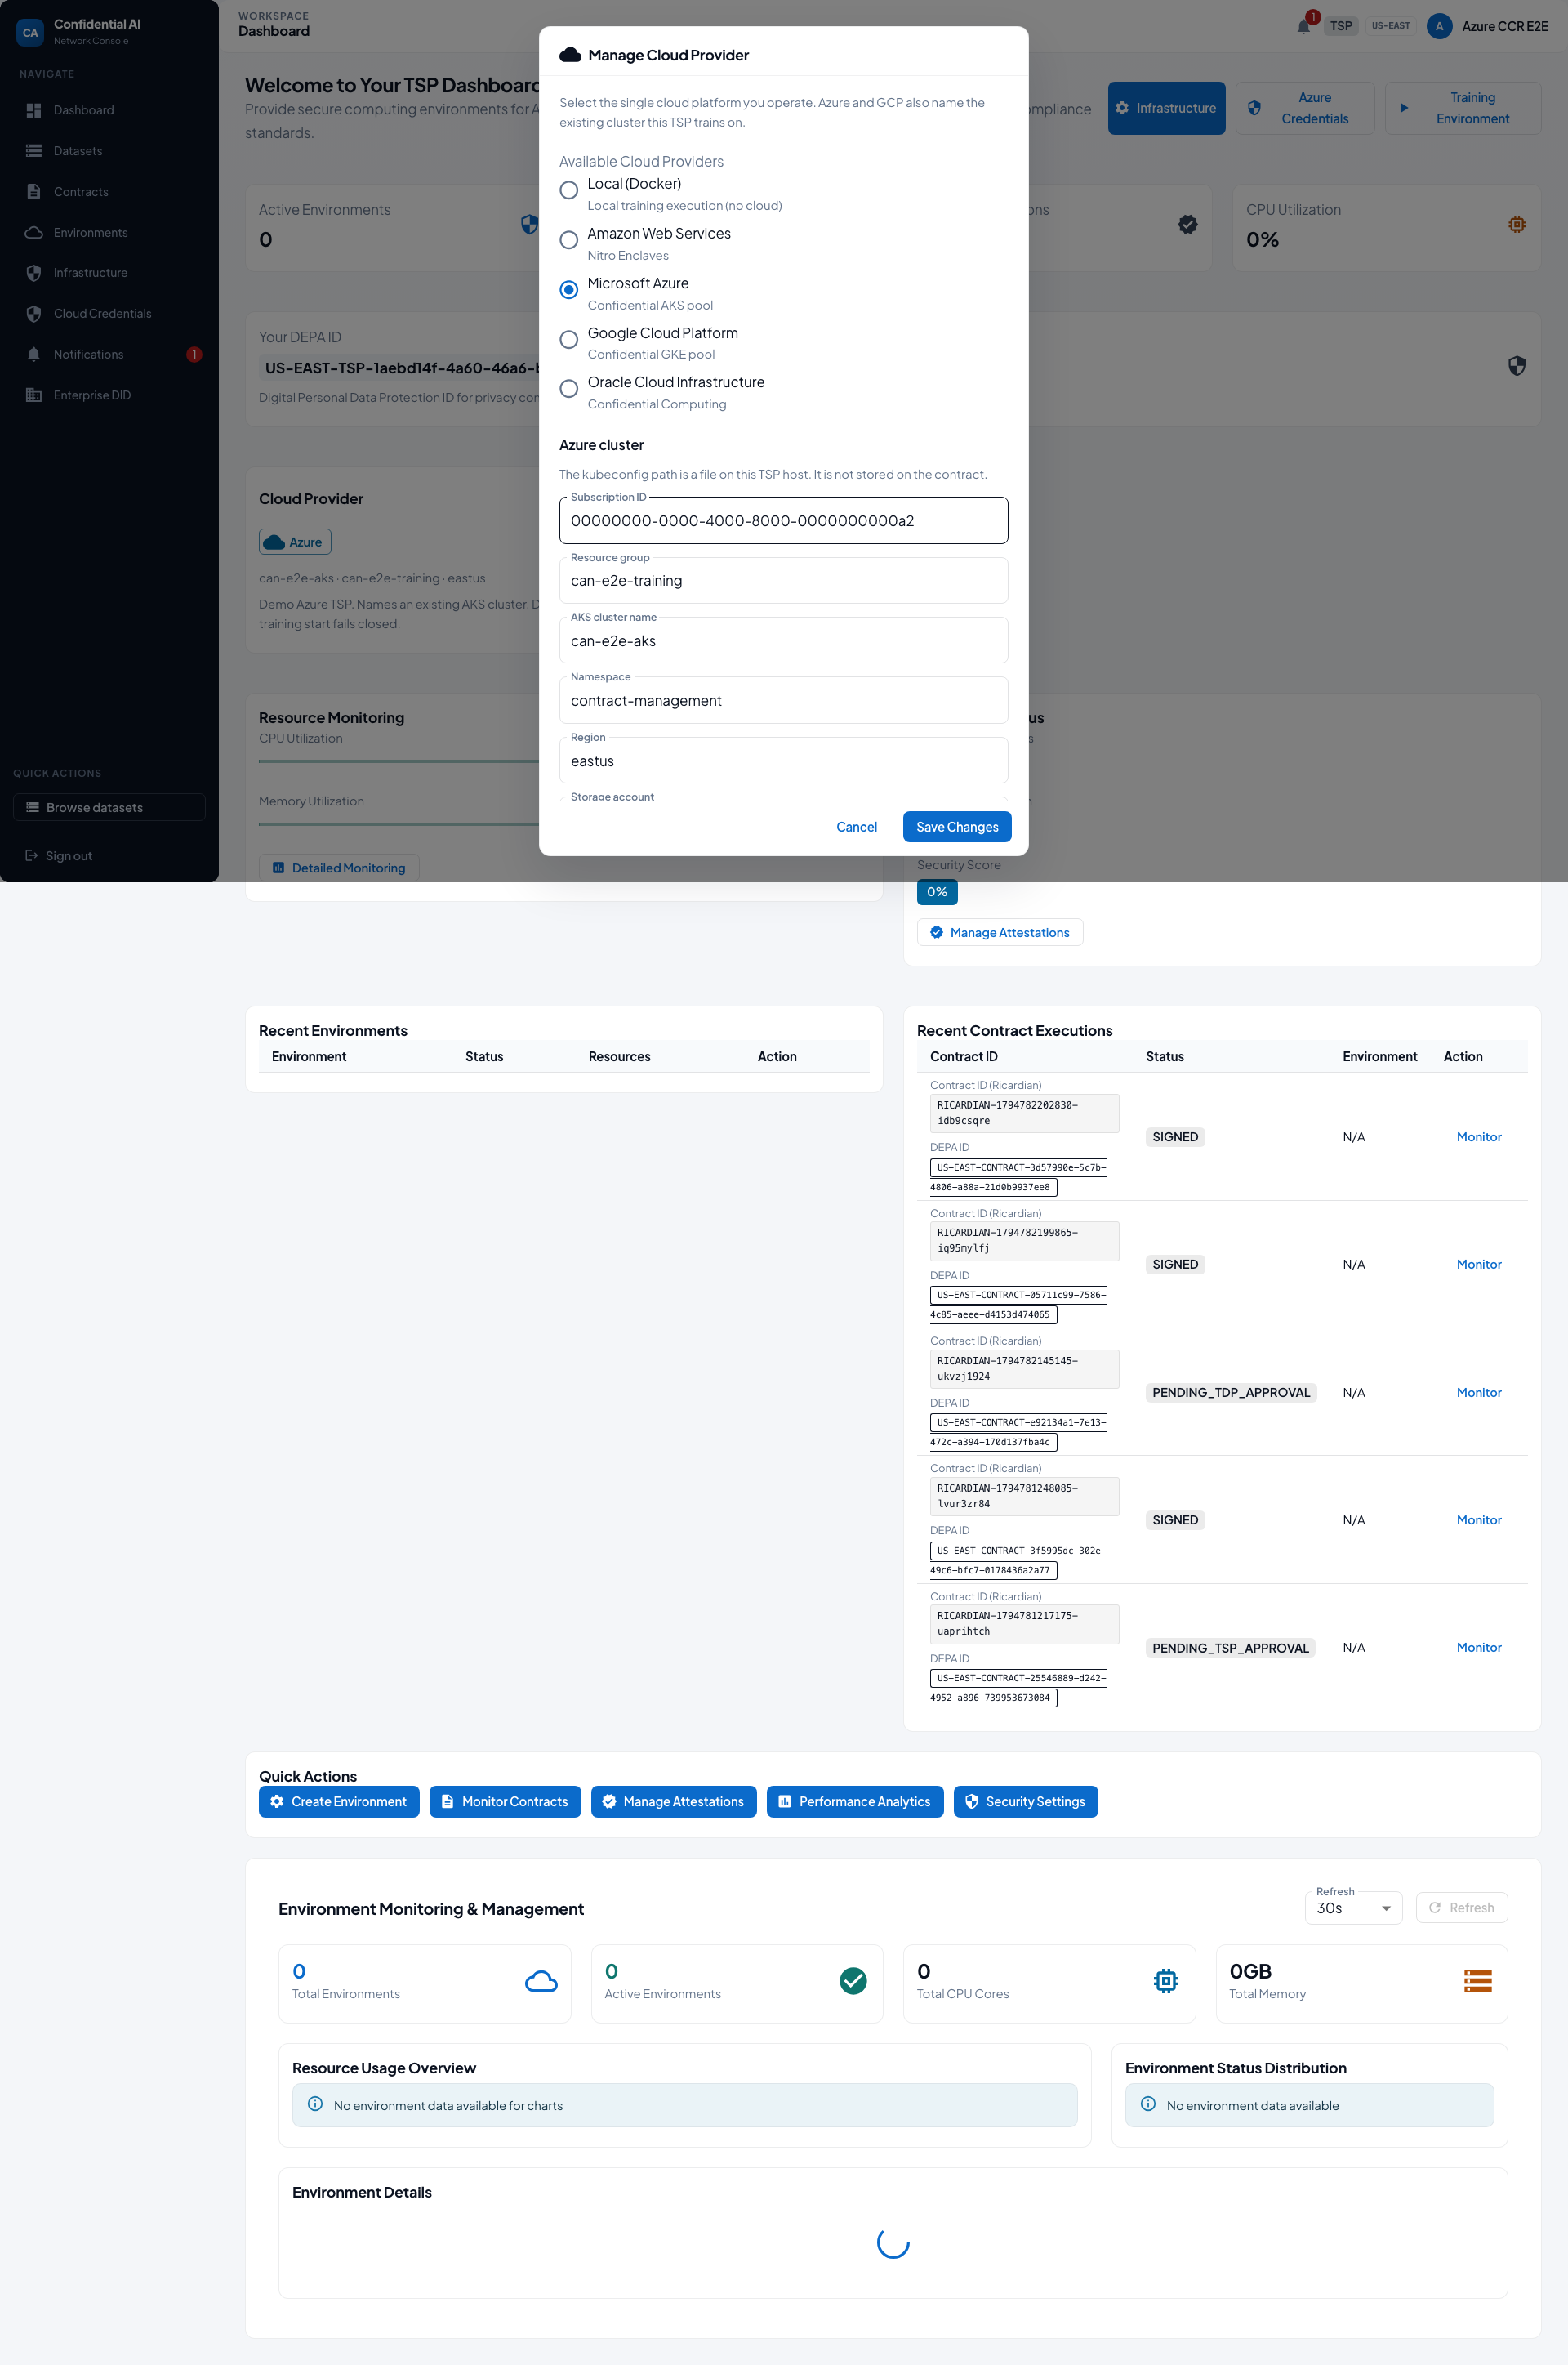 CA
Confidential AI
Network Console
NAVIGATE
Dashboard
Datasets
Contracts
Environments
Infrastructure
Cloud Credentials
Notifications
1
Enterprise DID
QUICK ACTIONS
Browse datasets
Sign out
WORKSPACE
Dashboard
1
TSP
US-EAST
A
Azure CCR E2E
Welcome to Your TSP Dashboard
Provide secure computing environments for A
mpliance
standards.
Infrastructure
Azure
Credentials
Training
Environment
Active Environments
0
ons
CPU Utilization
0%
Your DEPA ID
US-EAST-TSP-1aebd14f-4a60-46a6-b
Digital Personal Data Protection ID for privacy con
Cloud Provider
Azure
can-e2e-aks · can-e2e-training · eastus
Demo Azure TSP. Names an existing AKS cluster. D
training start fails closed.
Resource Monitoring
CPU Utilization
Memory Utilization
Detailed Monitoring
us
s
n
Security Score
0%
Manage Attestations
Manage Cloud Provider
Select the single cloud platform you operate. Azure and GCP also name the
existing cluster this TSP trains on.
Available Cloud Providers
Local (Docker)
Local training execution (no cloud)
Amazon Web Services
Nitro Enclaves
Microsoft Azure
Confidential AKS pool
Google Cloud Platform
Confidential GKE pool
Oracle Cloud Infrastructure
Confidential Computing
Azure cluster
The kubeconfig path is a file on this TSP host. It is not stored on the contract.
Subscription ID
00000000-0000-4000-8000-0000000000a2
Resource group
can-e2e-training
AKS cluster name
can-e2e-aks
Namespace
contract-management
Region
eastus
Storage account
Cancel
Save Changes
Recent Environments
Environment Status Resources Action
Recent Contract Executions
Contract ID Status Environment Action
Contract ID (Ricardian)
RICARDIAN-1794782202830-
idb9csqre
DEPA ID
US-EAST-CONTRACT-3d57990e-5c7b-
4806-a88a-21d0b9937ee8
SIGNED
N/A
Monitor
Contract ID (Ricardian)
RICARDIAN-1794782199865-
iq95mylfj
DEPA ID
US-EAST-CONTRACT-05711c99-7586-
4c85-aeee-d4153d474065
SIGNED
N/A
Monitor
Contract ID (Ricardian)
RICARDIAN-1794782145145-
ukvzj1924
DEPA ID
US-EAST-CONTRACT-e92134a1-7e13-
472c-a394-170d137fba4c
PENDING_TDP_APPROVAL
N/A
Monitor
Contract ID (Ricardian)
RICARDIAN-1794781248085-
lvur3zr84
DEPA ID
US-EAST-CONTRACT-3f5995dc-302e-
49c6-bfc7-0178436a2a77
SIGNED
N/A
Monitor
Contract ID (Ricardian)
RICARDIAN-1794781217175-
uaprihtch
DEPA ID
US-EAST-CONTRACT-25546889-d242-
4952-a896-739953673084
PENDING_TSP_APPROVAL
N/A
Monitor
Quick Actions
Create Environment
Monitor Contracts
Manage Attestations
Performance Analytics
Security Settings
Environment Monitoring & Management
Refresh
30s
Refresh
0
Total Environments
0
Active Environments
0
Total CPU Cores
0GB
Total Memory
Resource Usage Overview
No environment data available for charts
Environment Status Distribution
No environment data available
Environment Details